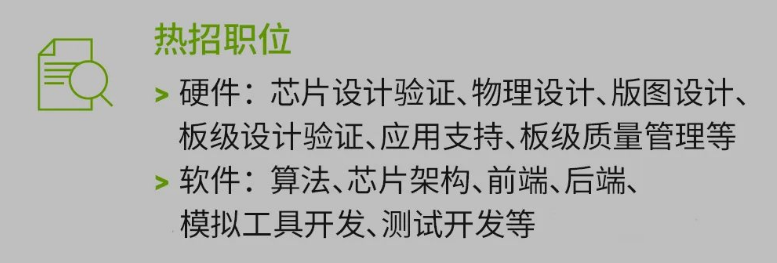 热招职位
> 硬件：芯片设计验证、物理设计、版图设计、
板级设计验证、应用支持、板级质量管理等
> 软件：算法、芯片架构、前端、后端、
模拟工具开发、测试开发等